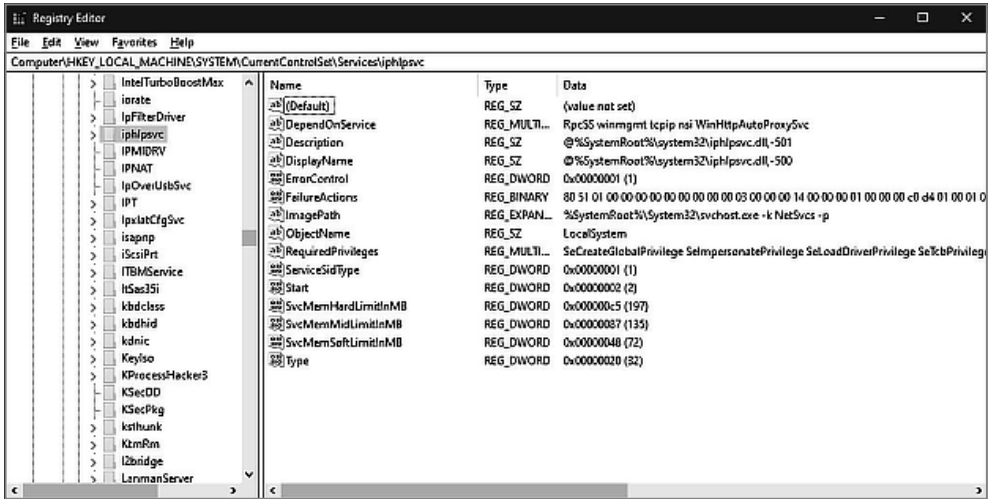 Registry Editor
File Edit View Favorites Help
Computer\HKEY_LOCAL_MACHINE\SYSTEM\CurrentControlSet\Services\iphlpsvc
IntelTurboBoostMax
iorate
IpFilterDriver
iphlpsvc
IPMIDRV
IPNAT
IpOverUsbSvc
IPT
IpxlatCfgSvc
isapnp
iScsiPrt
ITBMService
ItSas35i
kbdclass
kbdhid
kdnic
KeyIso
KProcessHacker3
KSecDD
KSecPkg
ksthunk
KtmRm
l2bridge
LanmanServer
Name Type Data
(Default) REG_SZ (value not set)
DependOnService REG_MULTI... RpcSS winmgmt tcpip nsi WinHttpAutoProxySvc
Description REG_SZ @%SystemRoot%\system32\iphlpsvc.dll,-501
DisplayName REG_SZ @%SystemRoot%\system32\iphlpsvc.dll,-500
ErrorControl REG_DWORD 0x00000001 (1)
FailureActions REG_BINARY 80 51 01 00 00 00 00 00 00 00 00 00 03 00 00 00 14 00 00 00 01 00 00 00 c0 d4 01 00 01 0
ImagePath REG_EXPAN... %SystemRoot%\System32\svchost.exe -k NetSvcs -p
ObjectName REG_SZ LocalSystem
RequiredPrivileges REG_MULTI... SeCreateGlobalPrivilege SeImpersonatePrivilege SeLoadDriverPrivilege SeTcbPrivileg
ServiceSidType REG_DWORD 0x00000001 (1)
Start REG_DWORD 0x00000002 (2)
SvcMemHardLimitInMB REG_DWORD 0x000000c5 (197)
SvcMemMidLimitInMB REG_DWORD 0x00000087 (135)
SvcMemSoftLimitInMB REG_DWORD 0x00000048 (72)
Type REG_DWORD 0x00000020 (32)